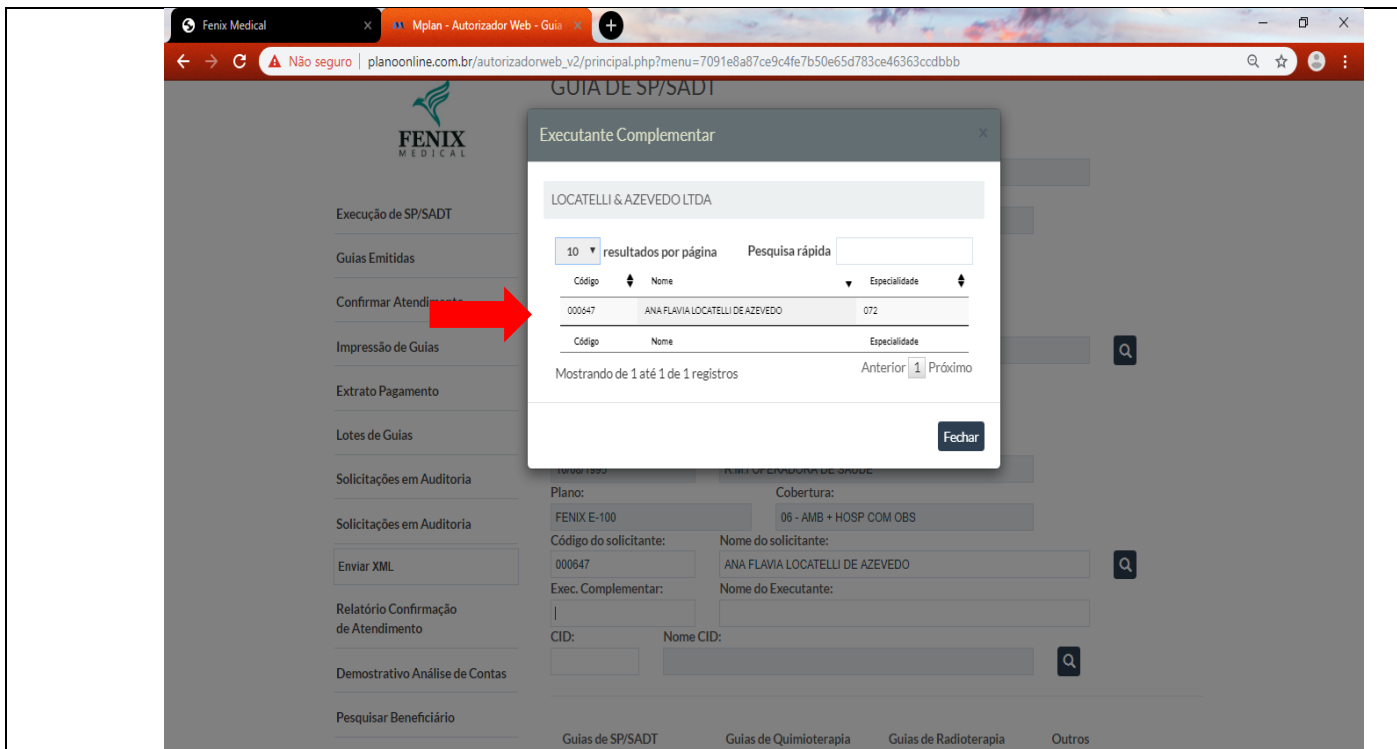 Fenix Medical
Mplan - Autorizador Web - Guia
Não seguro | planoonline.com.br/autorizadorweb_v2/principal.php?menu=7091e8a87ce9c4fe7b50e65d783ce46363ccdbbb
FENIX
MEDICAL
GUIA DE SP/SADT
Executante Complementar
LOCATELLI & AZEVEDO LTDA
10 resultados por página Pesquisa rápida
Código Nome Especialidade
000647 ANA FLAVIA LOCATELLI DE AZEVEDO 072
Código Nome Especialidade
Mostrando de 1 até 1 de 1 registros
Anterior 1 Próximo
Fechar
Execução de SP/SADT
Guias Emitidas
Confirmar
Impressão de Guias
Extrato Pagamento
Lotes de Guias
Solicitações em Auditoria
Solicitações em Auditoria
Enviar XML
Relatório Confirmação
de Atendimento
Demostrativo Análise de Contas
Pesquisar Beneficiário
OPERADORA DE SAUDE
Plano: Cobertura:
FENIX E-100 06 - AMB + HOSP COM OBS
Código do solicitante: Nome do solicitante:
000647 ANA FLAVIA LOCATELLI DE AZEVEDO
Exec. Complementar: Nome do Executante:
CID: Nome CID:
Guias de SP/SADT Guias de Quimioterapia Guias de Radioterapia Outros